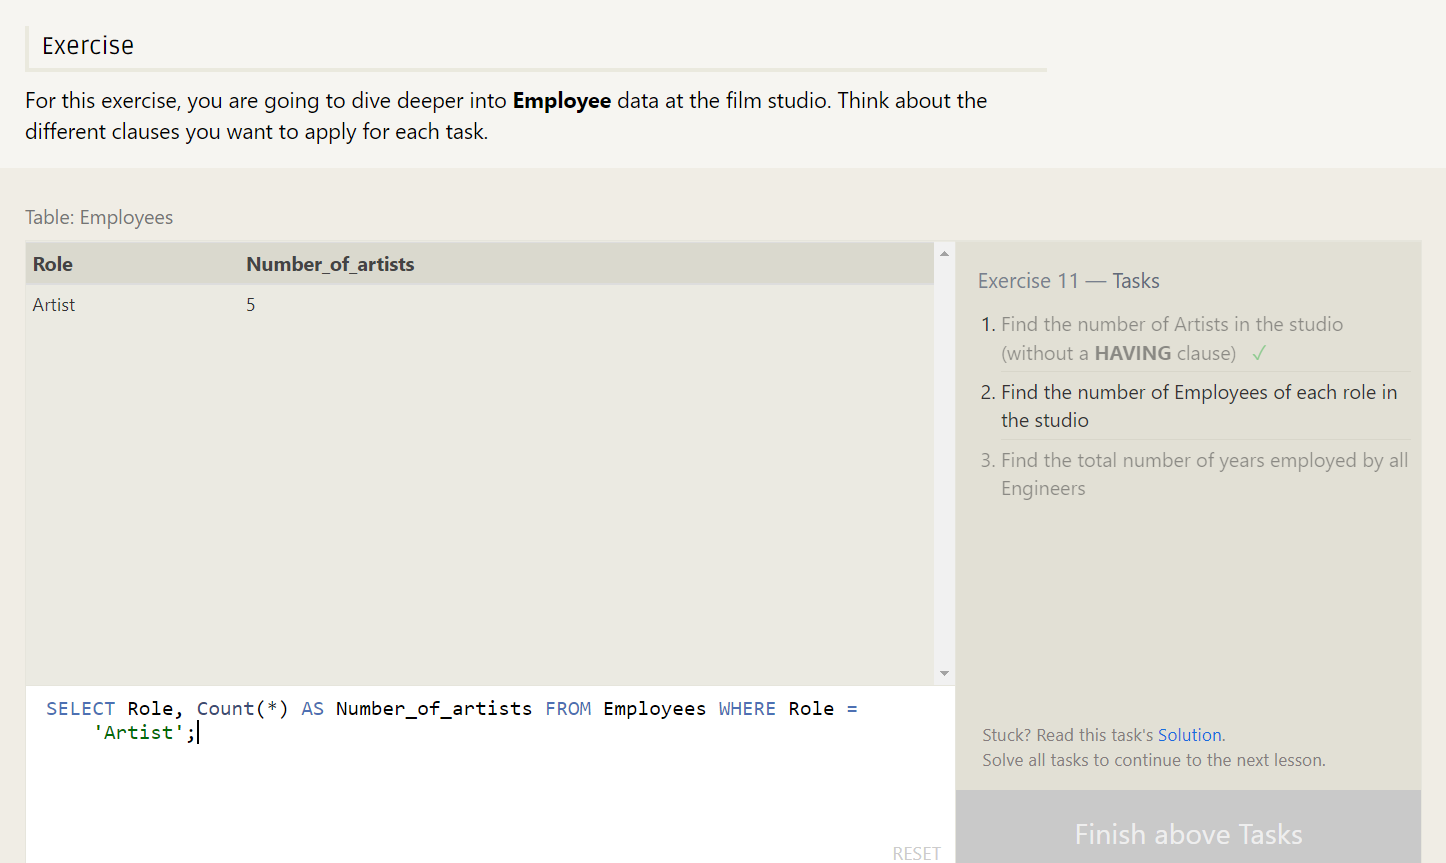 Exercise
For this exercise, you are going to dive deeper into Employee data at the film studio. Think about the
different clauses you want to apply for each task.
Table: Employees
Role Number_of_artists
Artist 5
Exercise 11 — Tasks
1. Find the number of Artists in the studio
(without a HAVING clause) ✓
2. Find the number of Employees of each role in
the studio
3. Find the total number of years employed by all
Engineers
Stuck? Read this task's Solution.
Solve all tasks to continue to the next lesson.
Finish above Tasks
SELECT Role, Count(*) AS Number_of_artists FROM Employees WHERE Role =
'Artist';
RESET